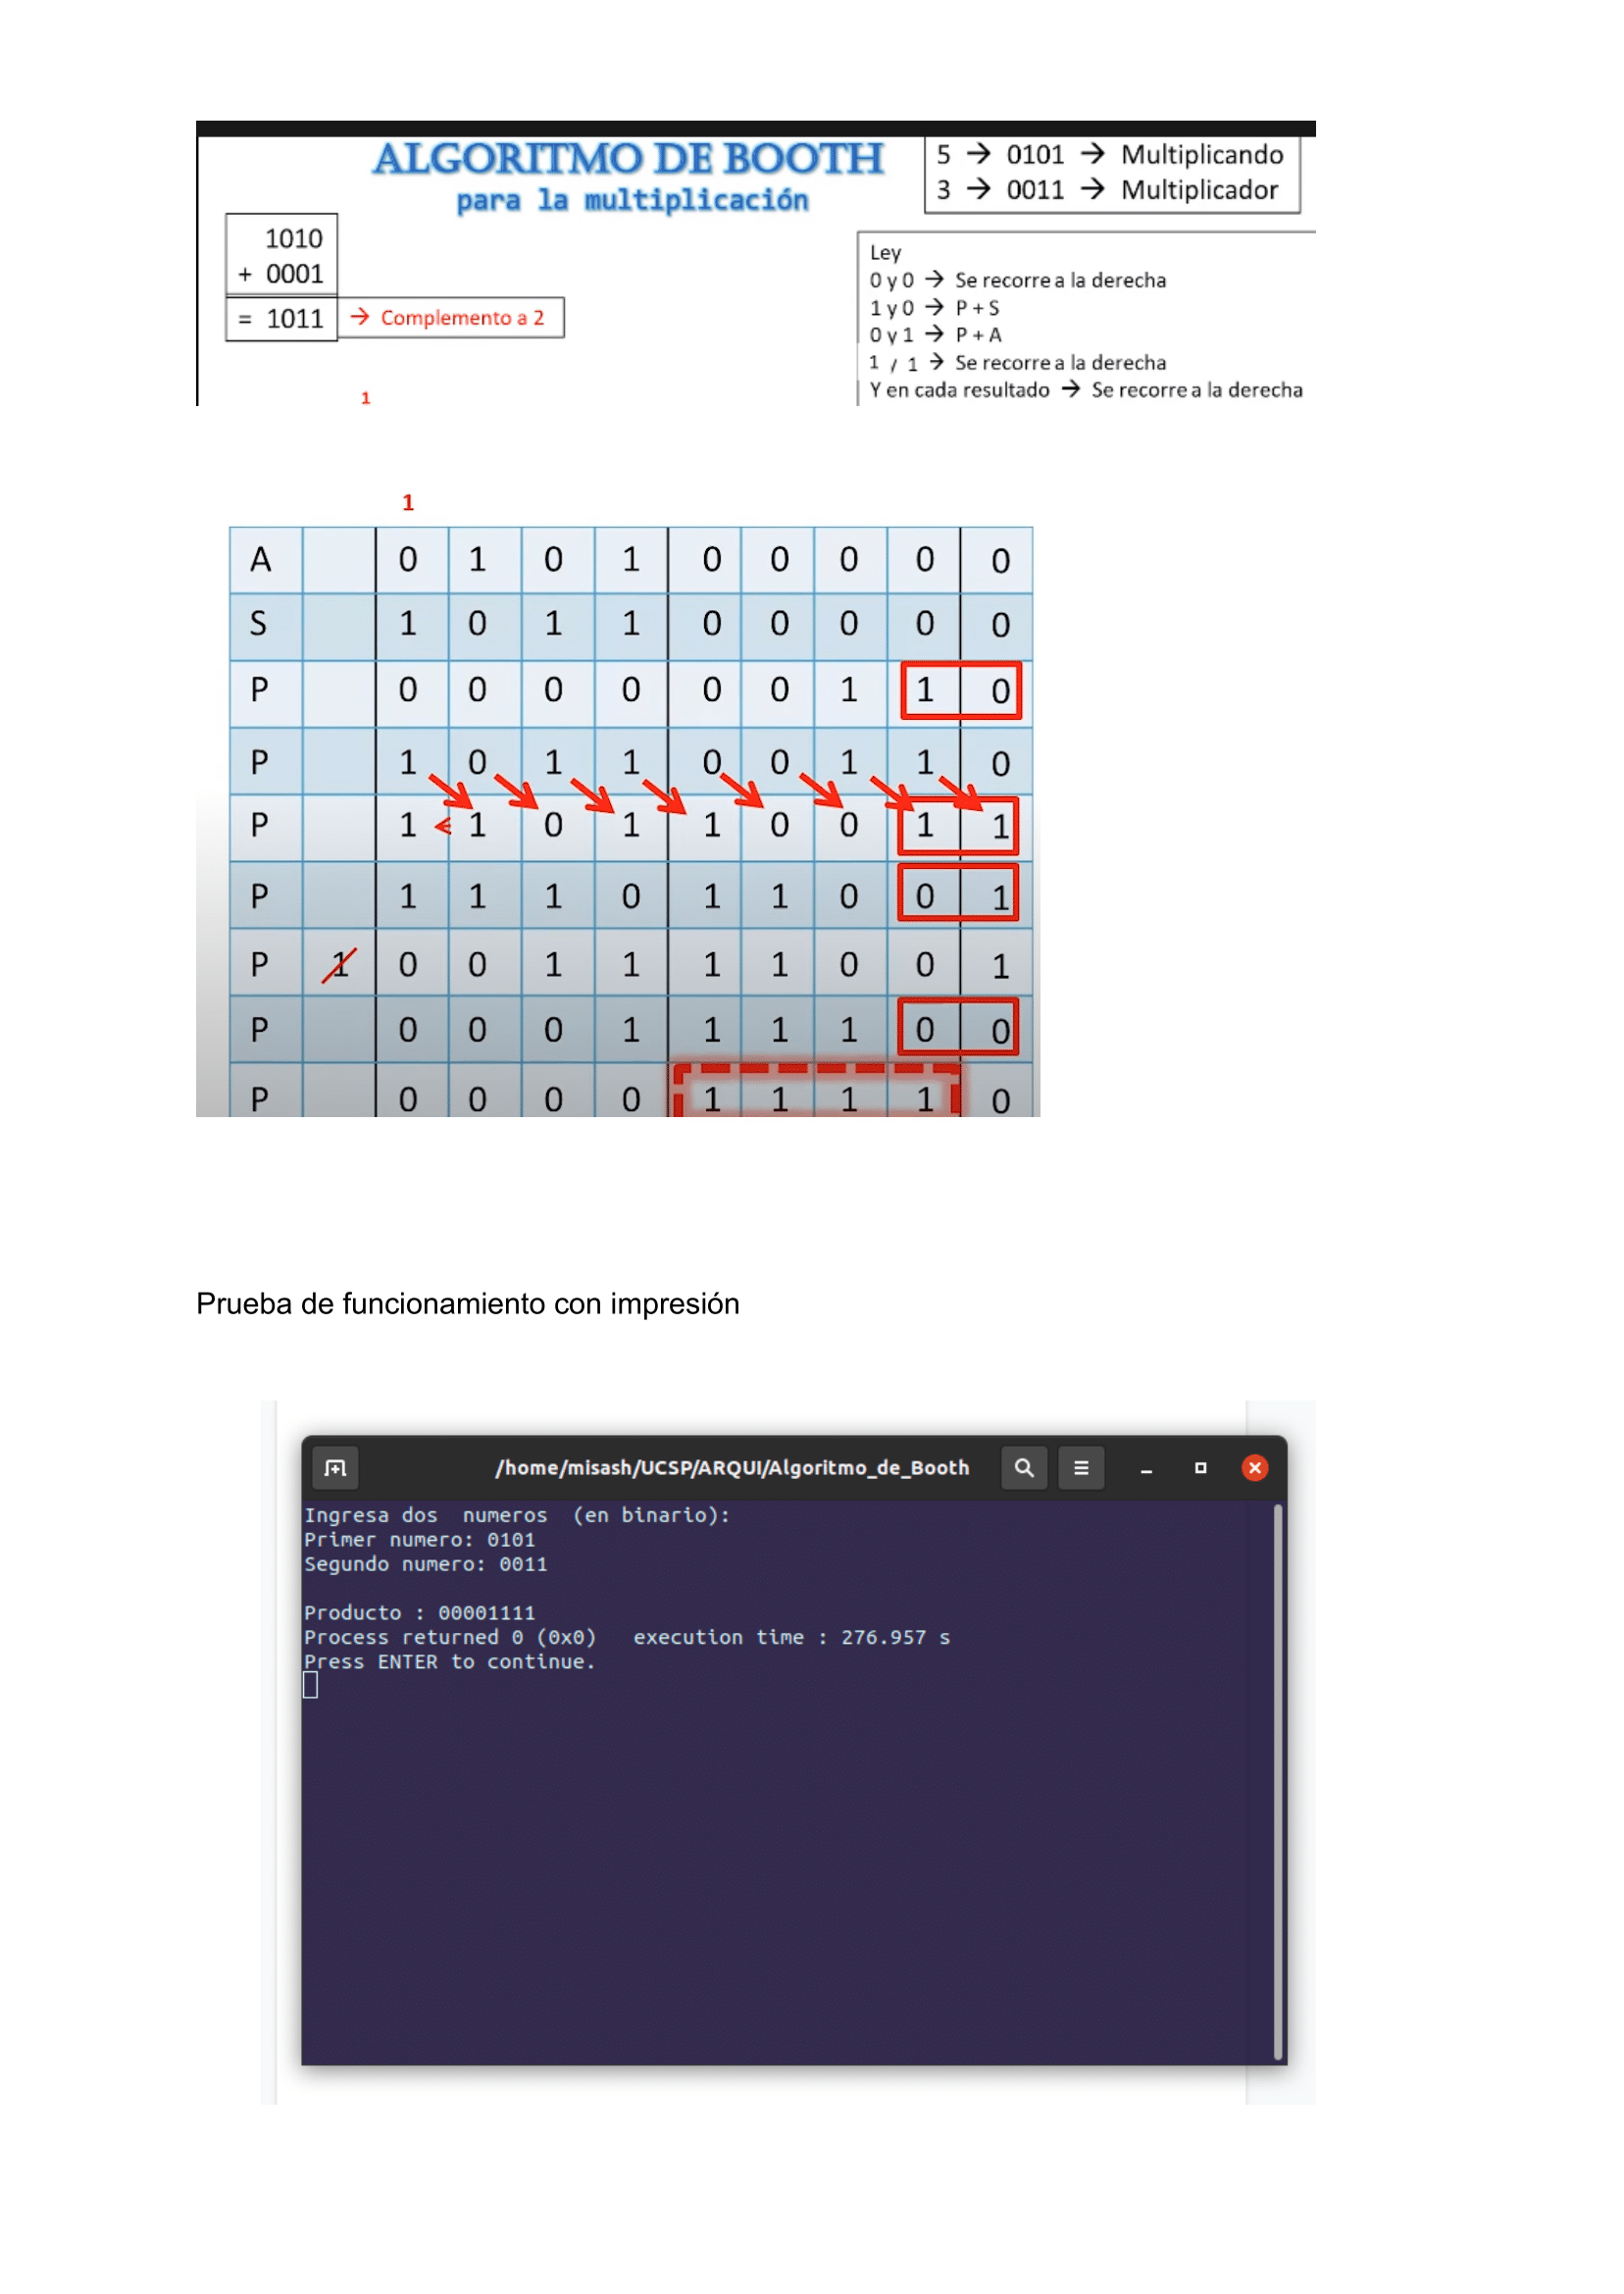 ALGORITMO DE BOOTH
para la multiplicación
5 → 0101 → Multiplicando
3 → 0011 → Multiplicador
1010
+ 0001
= 1011 → Complemento a 2
1
Ley
0 y 0 → Se recorre a la derecha
1 y 0 → P + S
0 y 1 → P + A
1 / 1 → Se recorre a la derecha
Y en cada resultado → Se recorre a la derecha
1
A 0 1 0 1 0 0 0 0 0
S 1 0 1 1 0 0 0 0 0
P 0 0 0 0 0 0 1 1 0
P 1 0 1 1 0 0 1 1 0
P 1 1 0 1 1 0 0 1 1
P 1 1 1 0 1 1 0 0 1
P 1 0 0 1 1 1 1 0 0 1
P 0 0 0 1 1 1 1 0 0
P 0 0 0 0 1 1 1 1 0
Prueba de funcionamiento con impresión
/home/misash/UCSP/ARQUI/Algoritmo_de_Booth
Ingresa dos  numeros  (en binario):
Primer numero: 0101
Segundo numero: 0011
Producto : 00001111
Process returned 0 (0x0)   execution time : 276.957 s
Press ENTER to continue.